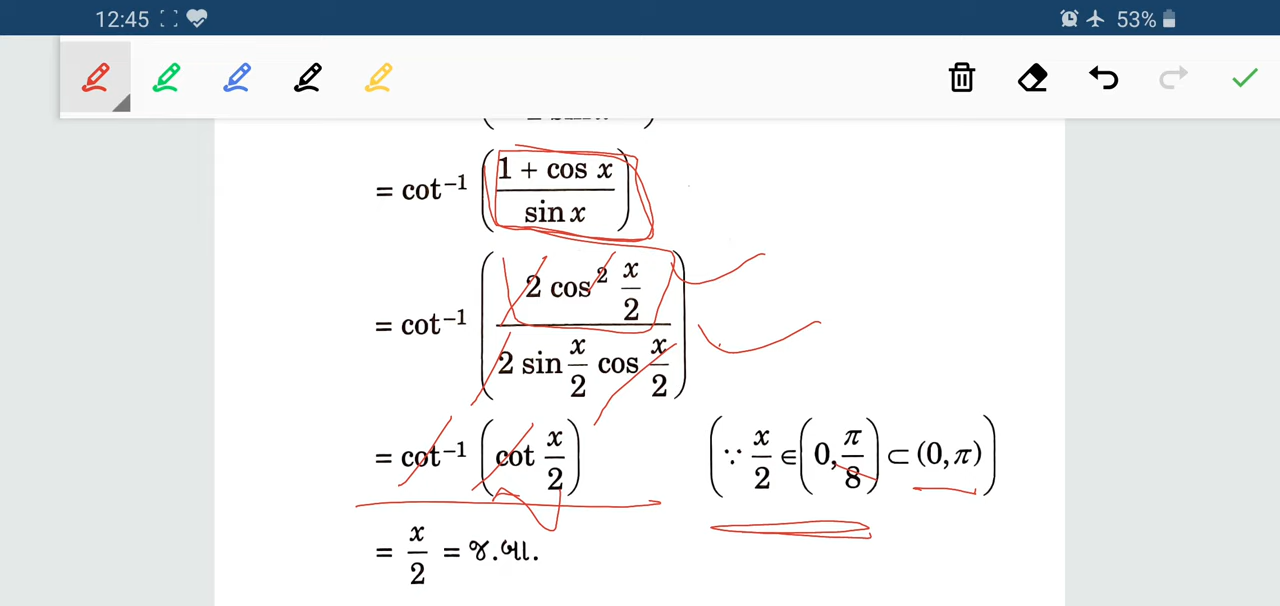 12:45 53%
= cot⁻¹ ((1 + cos x)/(sin x))
= cot⁻¹ ((2 cos² x/2)/(2 sin x/2 cos x/2))
= cot⁻¹ (cot x/2) (∵ x/2 ∈ (0, π/8) ⊂ (0, π))
= x/2 = જ.બા.